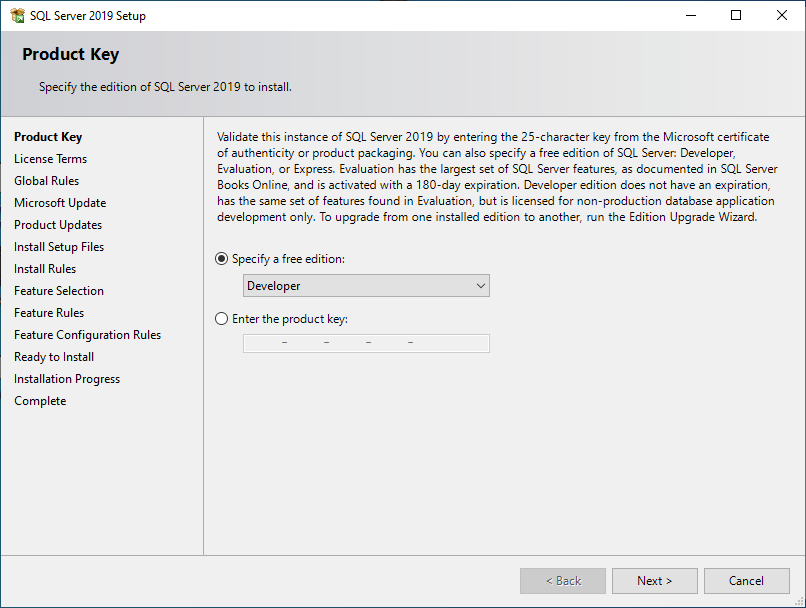 SQL Server 2019 Setup
Product Key
Specify the edition of SQL Server 2019 to install.
Product Key
License Terms
Global Rules
Microsoft Update
Product Updates
Install Setup Files
Install Rules
Feature Selection
Feature Rules
Feature Configuration Rules
Ready to Install
Installation Progress
Complete
Validate this instance of SQL Server 2019 by entering the 25-character key from the Microsoft certificate
of authenticity or product packaging. You can also specify a free edition of SQL Server: Developer,
Evaluation, or Express. Evaluation has the largest set of SQL Server features, as documented in SQL Server
Books Online, and is activated with a 180-day expiration. Developer edition does not have an expiration,
has the same set of features found in Evaluation, but is licensed for non-production database application
development only. To upgrade from one installed edition to another, run the Edition Upgrade Wizard.
Specify a free edition:
Developer
Enter the product key:
– – – –
< Back
Next >
Cancel